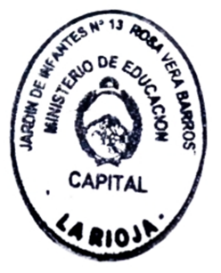 JARDIN DE INFANTES Nº 13 ROSA VERA BARROS
MINISTERIO DE EDUCACION
CAPITAL
LA RIOJA.